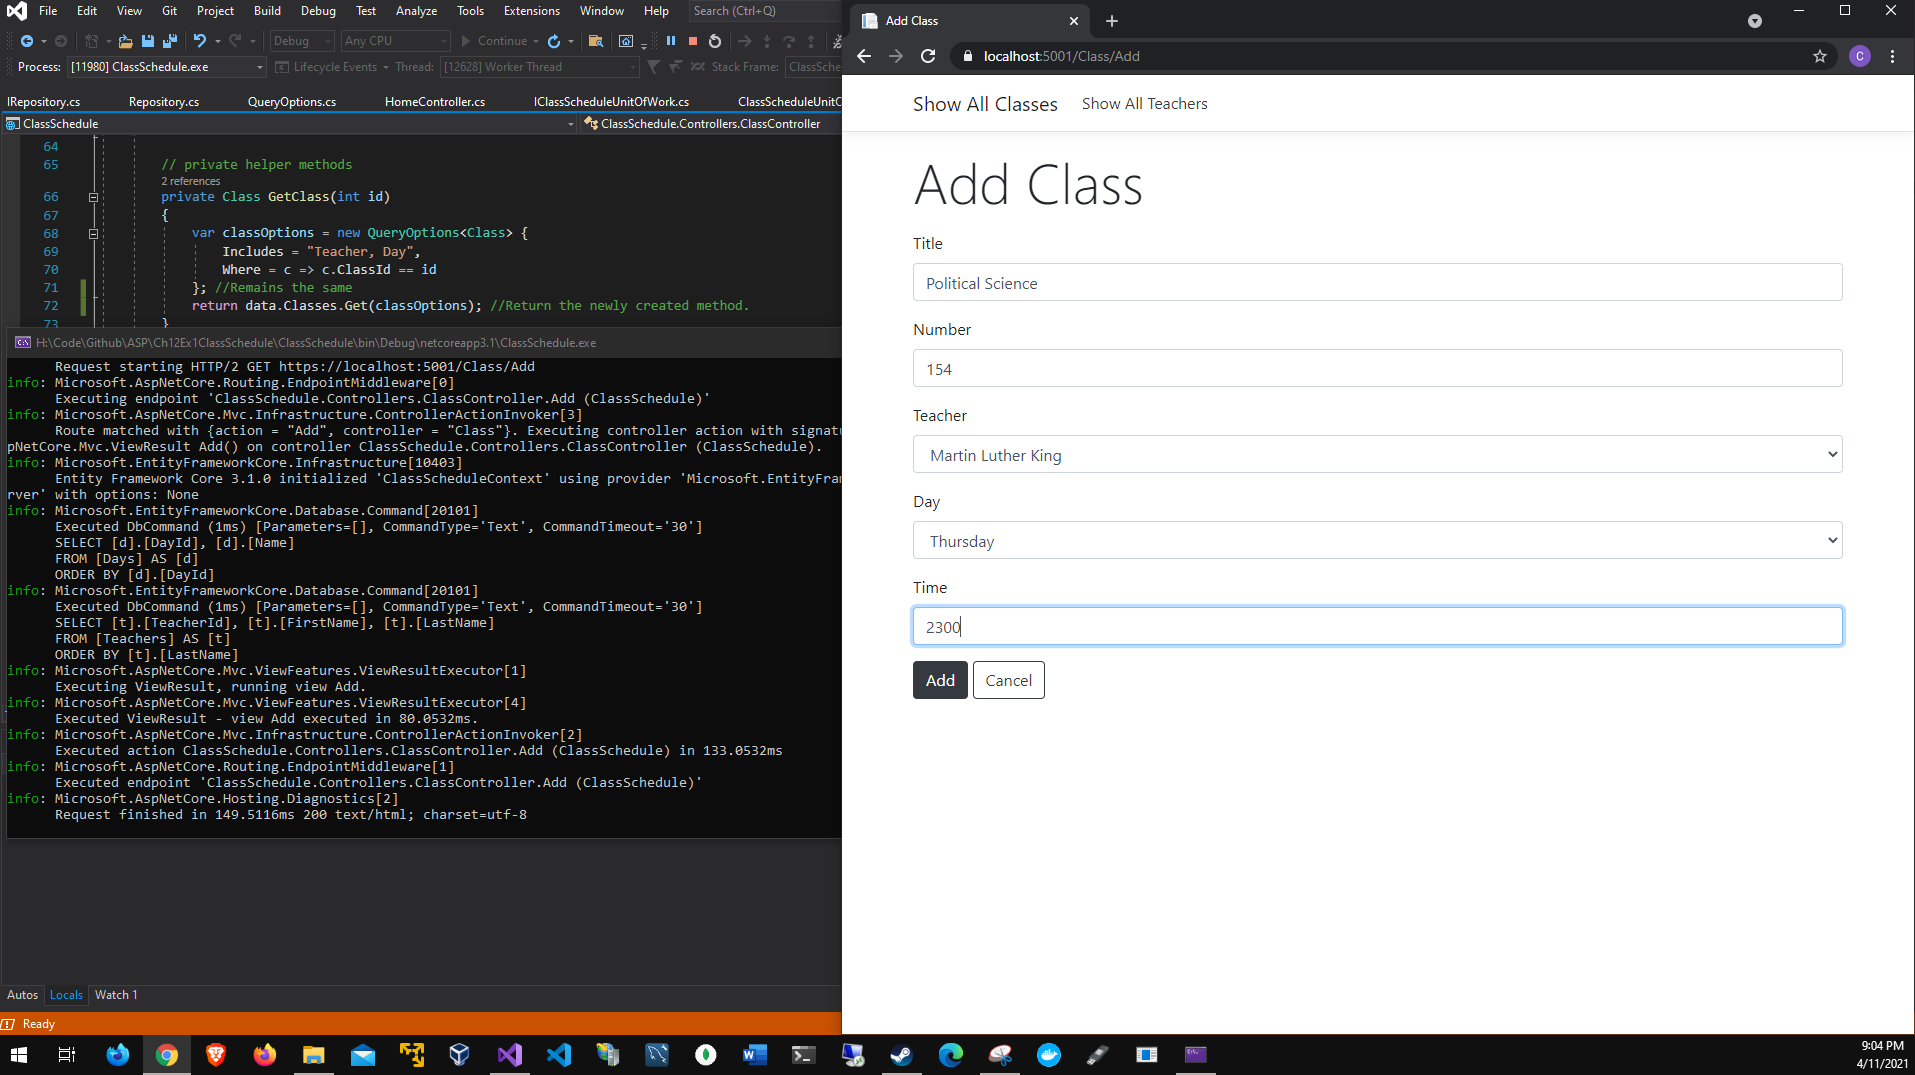 File Edit View Git Project Build Debug Test Analyze Tools Extensions Window Help Search (Ctrl+Q)
Debug Any CPU Continue
Process: [11980] ClassSchedule.exe Lifecycle Events Thread: [12628] Worker Thread Stack Frame: ClassSche
IRepository.cs Repository.cs QueryOptions.cs HomeController.cs IClassScheduleUnitOfWork.cs ClassScheduleUnitO
ClassSchedule ClassSchedule.Controllers.ClassController
64
65 // private helper methods
2 references
66 private Class GetClass(int id)
67 {
68 var classOptions = new QueryOptions<Class> {
69 Includes = "Teacher, Day",
70 Where = c => c.ClassId == id
71 }; //Remains the same
72 return data.Classes.Get(classOptions); //Return the newly created method.
73 }
H:\Code\Github\ASP\Ch12Ex1ClassSchedule\ClassSchedule\bin\Debug\netcoreapp3.1\ClassSchedule.exe
Request starting HTTP/2 GET https://localhost:5001/Class/Add
info: Microsoft.AspNetCore.Routing.EndpointMiddleware[0]
Executing endpoint 'ClassSchedule.Controllers.ClassController.Add (ClassSchedule)'
info: Microsoft.AspNetCore.Mvc.Infrastructure.ControllerActionInvoker[3]
Route matched with {action = "Add", controller = "Class"}. Executing controller action with signatu
pNetCore.Mvc.ViewResult Add() on controller ClassSchedule.Controllers.ClassController (ClassSchedule).
info: Microsoft.EntityFrameworkCore.Infrastructure[10403]
Entity Framework Core 3.1.0 initialized 'ClassScheduleContext' using provider 'Microsoft.EntityFra
rver' with options: None
info: Microsoft.EntityFrameworkCore.Database.Command[20101]
Executed DbCommand (1ms) [Parameters=[], CommandType='Text', CommandTimeout='30']
SELECT [d].[DayId], [d].[Name]
FROM [Days] AS [d]
ORDER BY [d].[DayId]
info: Microsoft.EntityFrameworkCore.Database.Command[20101]
Executed DbCommand (1ms) [Parameters=[], CommandType='Text', CommandTimeout='30']
SELECT [t].[TeacherId], [t].[FirstName], [t].[LastName]
FROM [Teachers] AS [t]
ORDER BY [t].[LastName]
info: Microsoft.AspNetCore.Mvc.ViewFeatures.ViewResultExecutor[1]
Executing ViewResult, running view Add.
info: Microsoft.AspNetCore.Mvc.ViewFeatures.ViewResultExecutor[4]
Executed ViewResult - view Add executed in 80.0532ms.
info: Microsoft.AspNetCore.Mvc.Infrastructure.ControllerActionInvoker[2]
Executed action ClassSchedule.Controllers.ClassController.Add (ClassSchedule) in 133.0532ms
info: Microsoft.AspNetCore.Routing.EndpointMiddleware[1]
Executed endpoint 'ClassSchedule.Controllers.ClassController.Add (ClassSchedule)'
info: Microsoft.AspNetCore.Hosting.Diagnostics[2]
Request finished in 149.5116ms 200 text/html; charset=utf-8
Autos Locals Watch 1
Ready
Add Class
localhost:5001/Class/Add
C
Show All Classes Show All Teachers
Add Class
Title
Political Science
Number
154
Teacher
Martin Luther King
Day
Thursday
Time
2300
Add Cancel
9:04 PM
4/11/2021